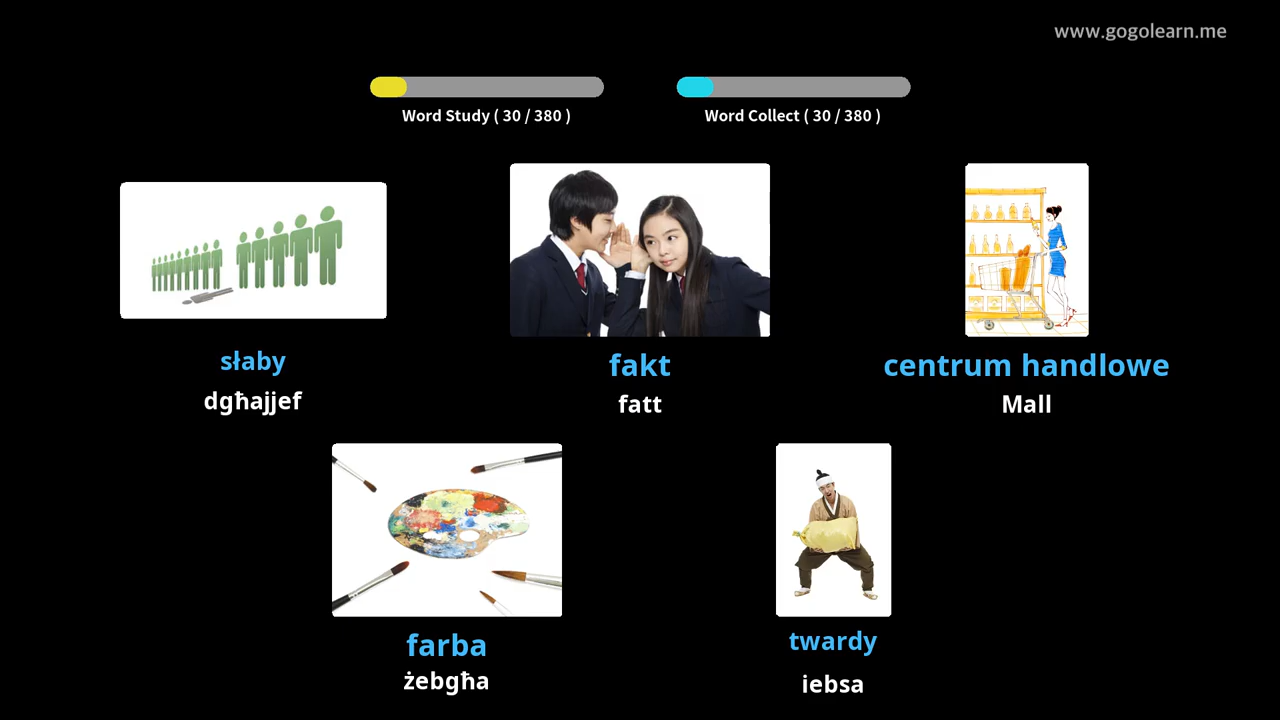 www.gogolearn.me
Word Study ( 30 / 380 )
Word Collect ( 30 / 380 )
słaby
dgħajjef
fakt
fatt
centrum handlowe
Mall
farba
żebgħa
twardy
iebsa